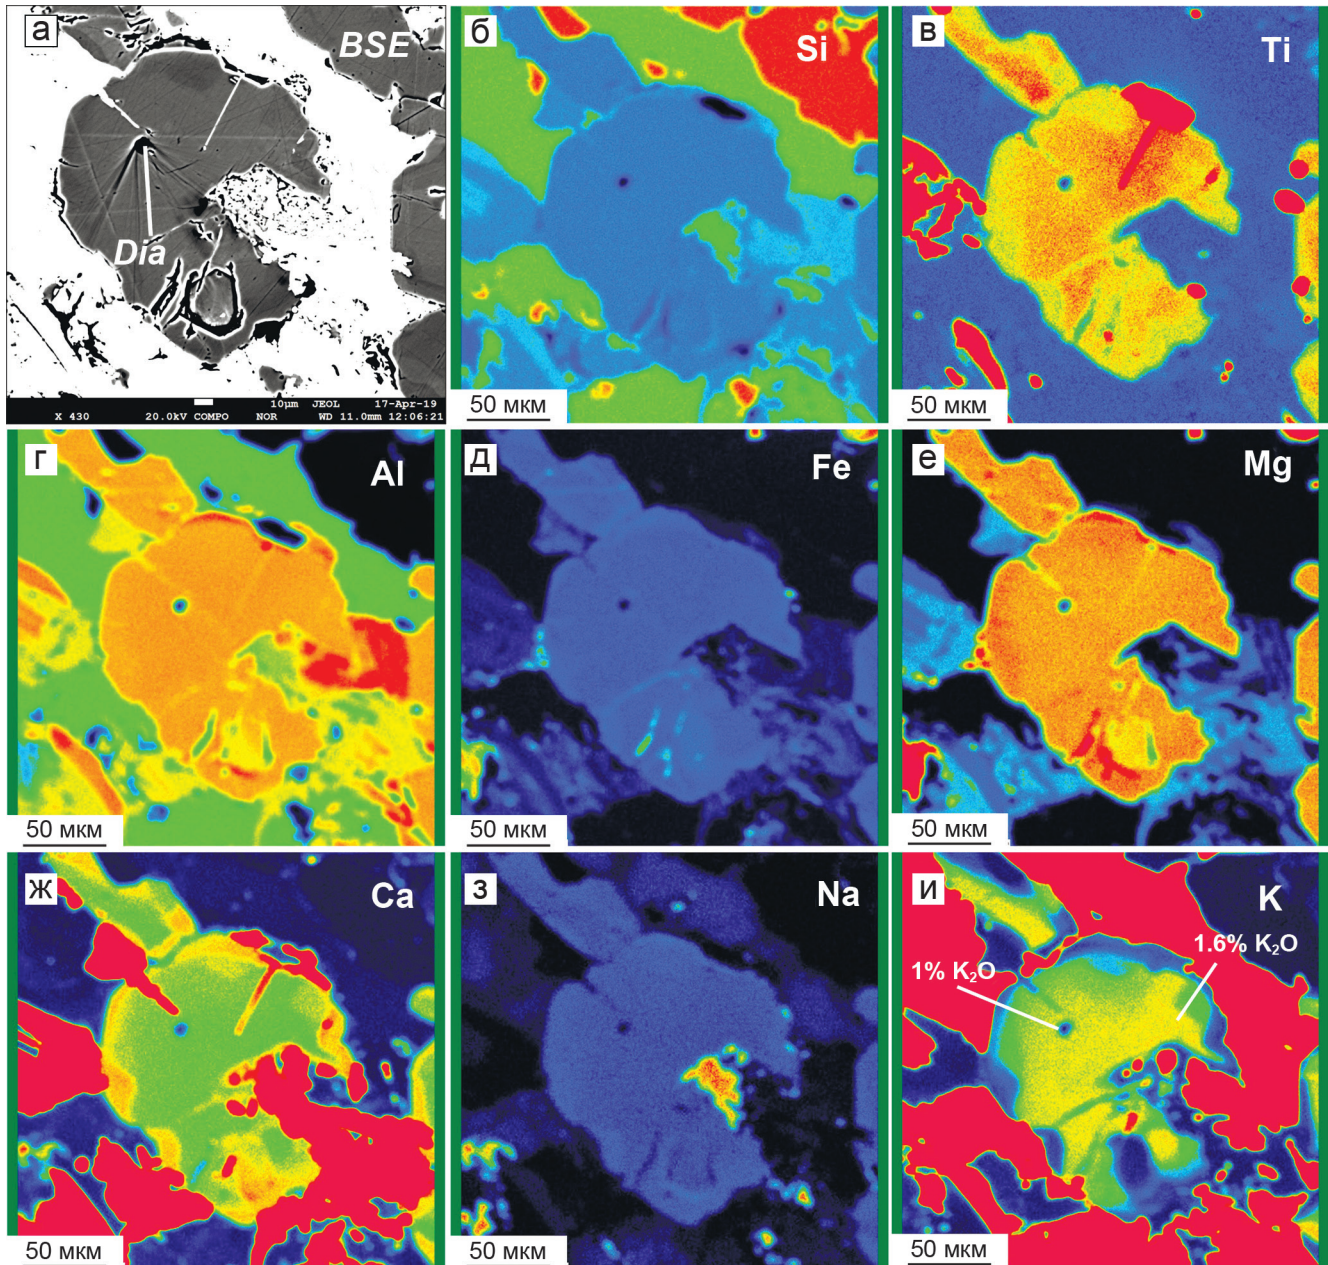 а
BSE
Dia
10µm JEOL 17-Apr-19
X 430 20.0kV COMPO NOR WD 11.0mm 12:06:21
б
Si
50 мкм
в
Ti
50 мкм
г
Al
50 мкм
д
Fe
50 мкм
е
Mg
50 мкм
ж
Ca
50 мкм
з
Na
50 мкм
и
K
1.6% K₂O
1% K₂O
50 мкм